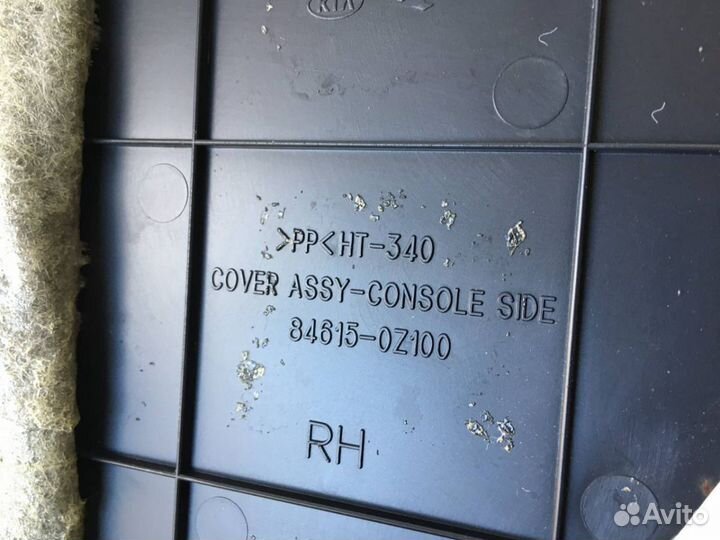 KIA
>PP<HT-340
COVER ASSY-CONSOLE SIDE
84615-0Z100
RH
Avito